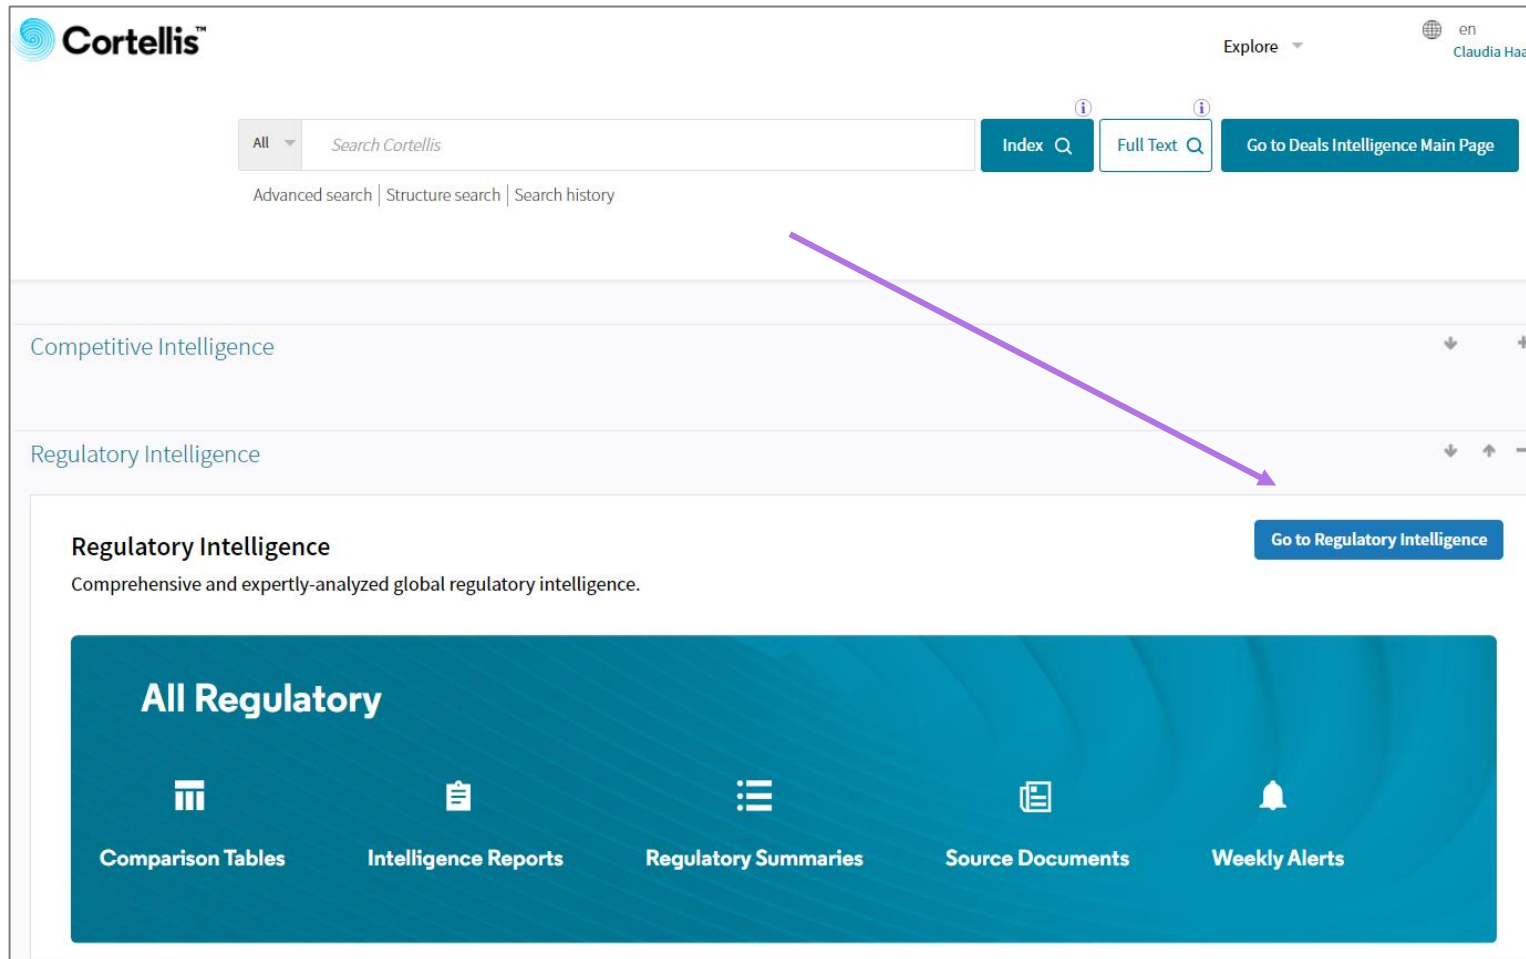 Cortellis™
Explore
en
Claudia Haa
All
Search Cortellis
Index
Full Text
Go to Deals Intelligence Main Page
Advanced search | Structure search | Search history
Competitive Intelligence
Regulatory Intelligence
Regulatory Intelligence
Go to Regulatory Intelligence
Comprehensive and expertly-analyzed global regulatory intelligence.
All Regulatory
Comparison Tables
Intelligence Reports
Regulatory Summaries
Source Documents
Weekly Alerts